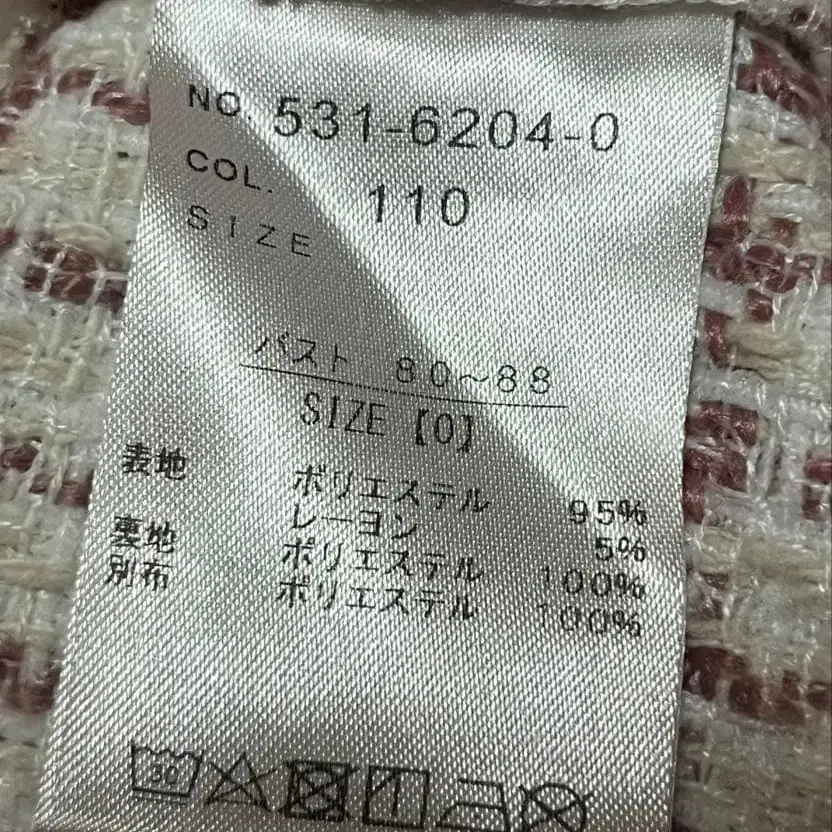 NO. 531-6204-0
COL. 110
SIZE
バスト 80~88
SIZE【0】
表地 ポリエステル 95%
レーヨン 5%
裏地 ポリエステル 100%
別布 ポリエステル 100%
30